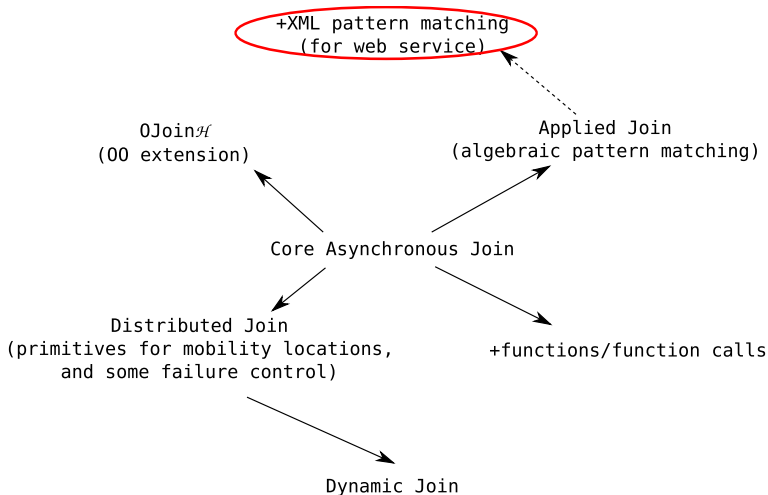 +XML pattern matching
(for web service)
OJoinℋ
(OO extension)
Applied Join
(algebraic pattern matching)
Core Asynchronous Join
Distributed Join
(primitives for mobility locations,
and some failure control)
+functions/function calls
Dynamic Join